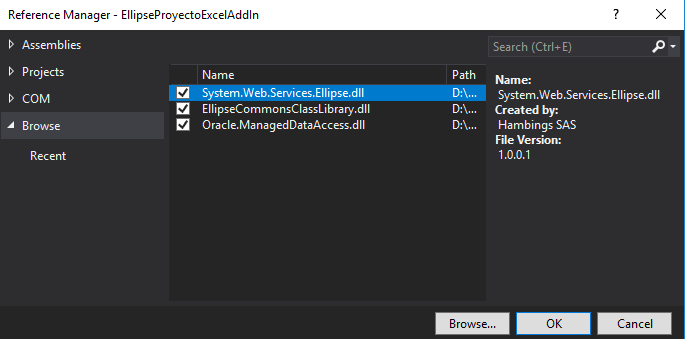 Reference Manager - EllipseProyectoExcelAddIn
Assemblies
Projects
COM
Browse
Recent
Name Path
System.Web.Services.Ellipse.dll D:\...
EllipseCommonsClassLibrary.dll D:\...
Oracle.ManagedDataAccess.dll D:\...
Search (Ctrl+E)
Name:
System.Web.Services.Ellipse.dll
Created by:
Hambings SAS
File Version:
1.0.0.1
Browse... OK Cancel